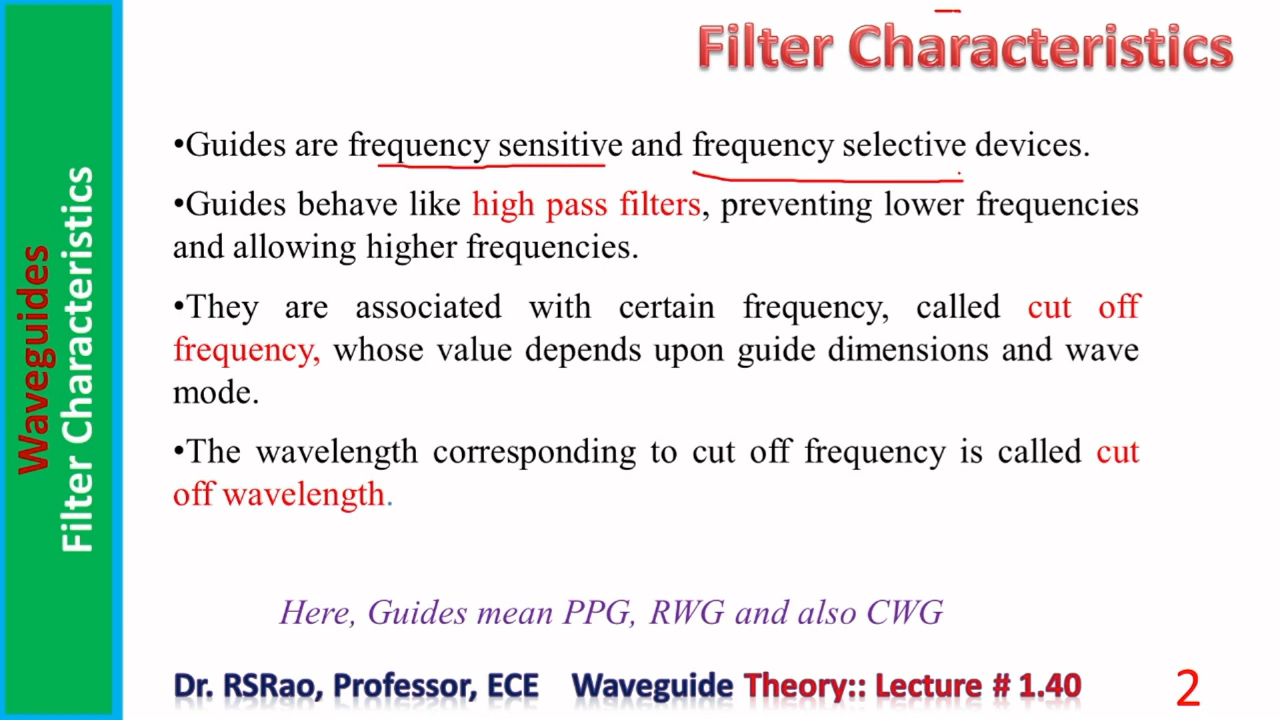 Filter Characteristics
•Guides are frequency sensitive and frequency selective devices.
•Guides behave like high pass filters, preventing lower frequencies
and allowing higher frequencies.
•They are associated with certain frequency, called cut off
frequency, whose value depends upon guide dimensions and wave
mode.
•The wavelength corresponding to cut off frequency is called cut
off wavelength.
Here, Guides mean PPG, RWG and also CWG
Waveguides
Filter Characteristics
Dr. RSRao, Professor, ECE Waveguide Theory:: Lecture # 1.40
2